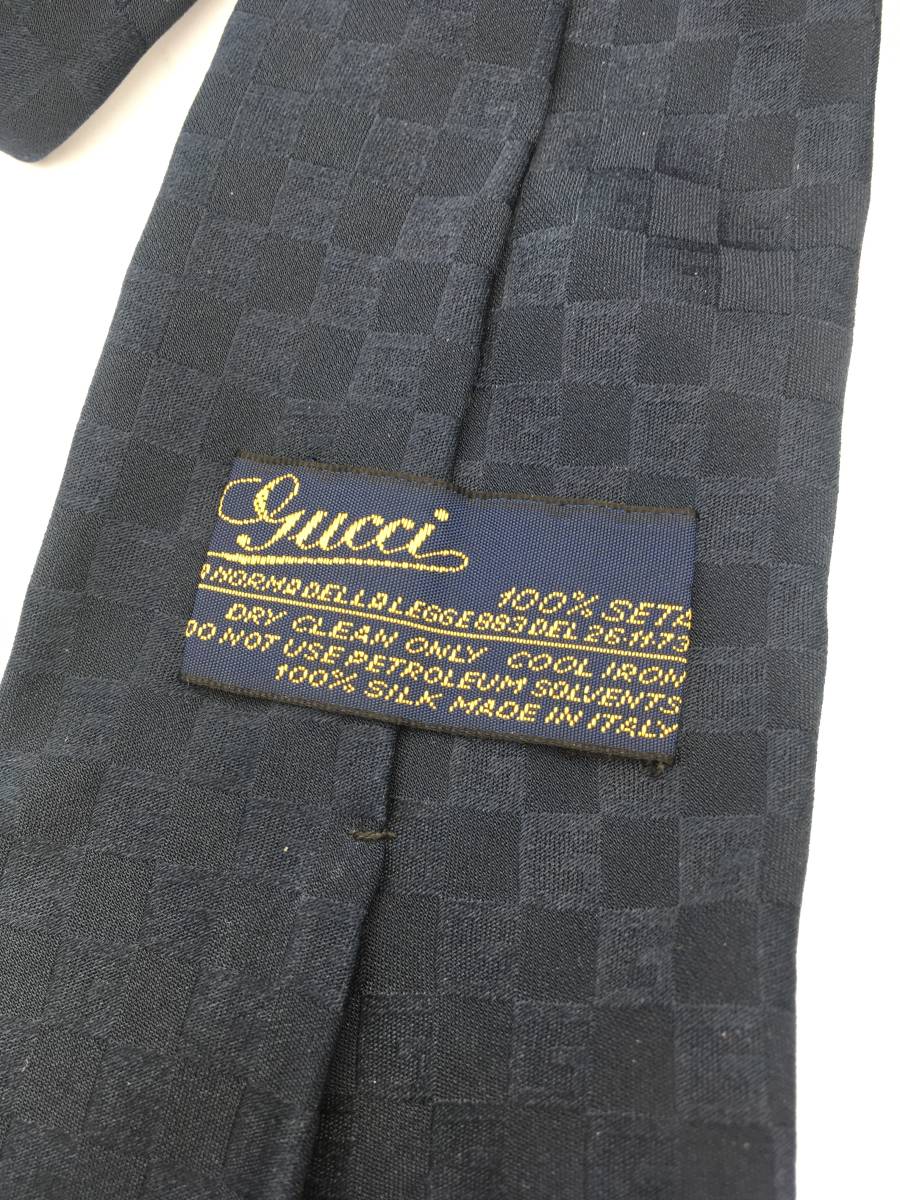 Gucci
100% SETA
A NORMA DELLA LEGGE 883 DEL 26.11.73
DRY CLEAN ONLY COOL IRON
DO NOT USE PETROLEUM SOLVENTS
100% SILK MADE IN ITALY